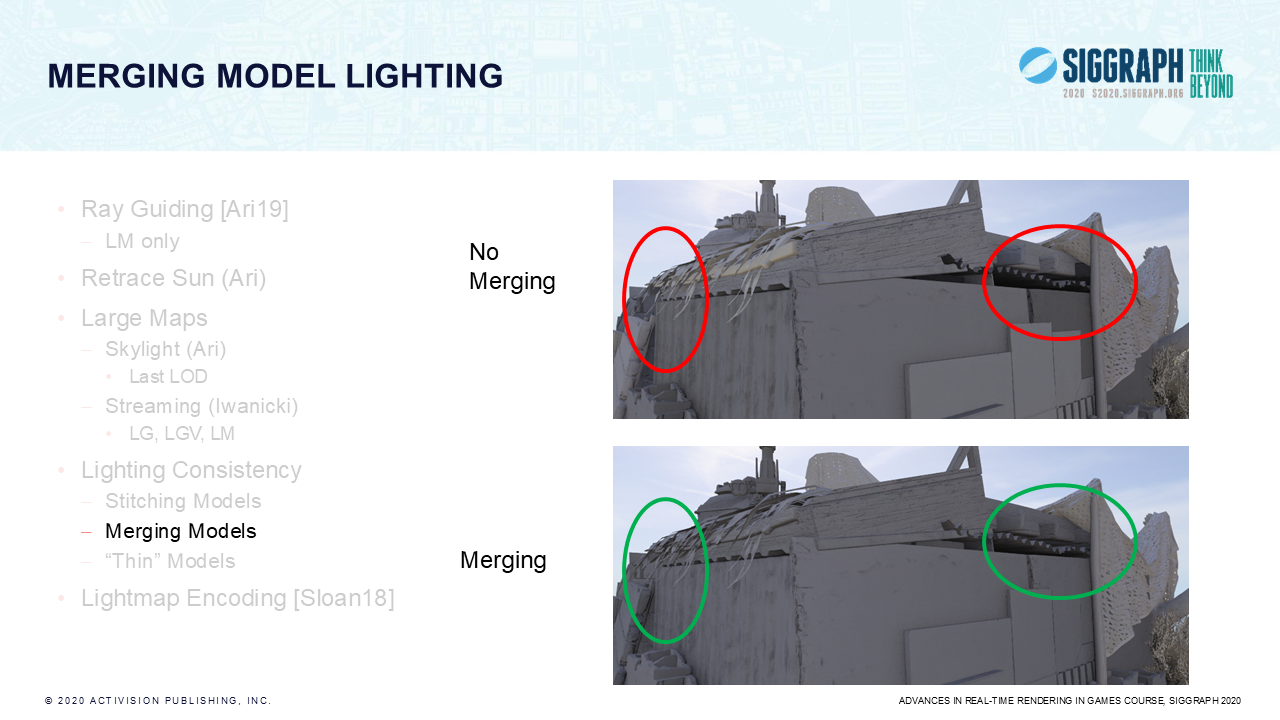 MERGING MODEL LIGHTING
SIGGRAPH
THINK
BEYOND
2020 S2020.SIGGRAPH.ORG
• Ray Guiding [Ari19]
– LM only
• Retrace Sun (Ari)
• Large Maps
– Skylight (Ari)
• Last LOD
– Streaming (Iwanicki)
• LG, LGV, LM
• Lighting Consistency
– Stitching Models
– Merging Models
– “Thin” Models
• Lightmap Encoding [Sloan18]
No
Merging
Merging
© 2020 ACTIVISION PUBLISHING, INC.
ADVANCES IN REAL-TIME RENDERING IN GAMES COURSE, SIGGRAPH 2020